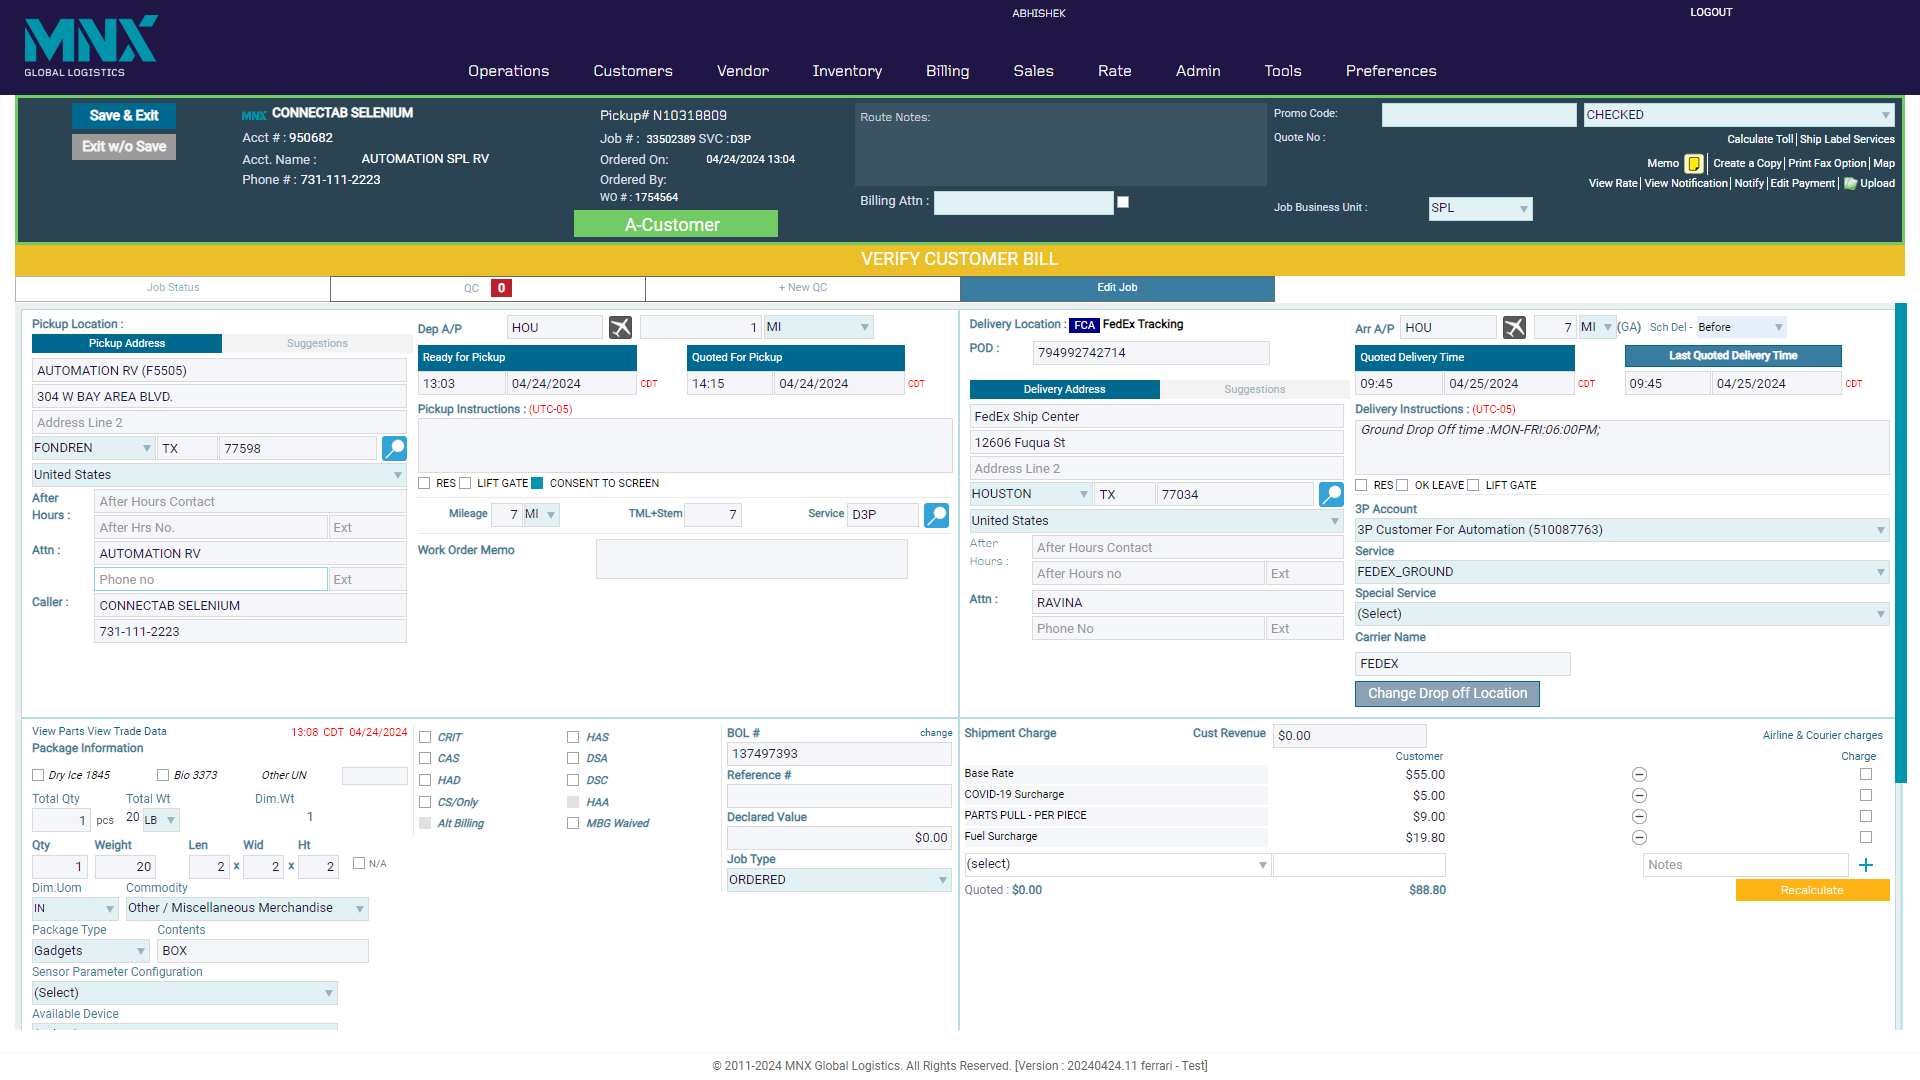 MNX
GLOBAL LOGISTICS
ABHISHEK
LOGOUT
Operations Customers Vendor Inventory Billing Sales Rate Admin Tools Preferences
Save & Exit
Exit w/o Save
MNX CONNECTAB SELENIUM
Acct # : 950682
Acct. Name : AUTOMATION SPL RV
Phone # : 731-111-2223
Pickup# N10318809
Job # : 33502389 SVC :D3P
Ordered On: 04/24/2024 13:04
Ordered By:
WO # : 1754564
A-Customer
Route Notes:
Billing Attn :
Promo Code: CHECKED
Quote No :
Calculate Toll| Ship Label Services
Memo | Create a Copy| Print Fax Option| Map
View Rate| View Notification| Notify| Edit Payment| Upload
Job Business Unit : SPL
VERIFY CUSTOMER BILL
Job Status QC 0 + New QC Edit Job
Pickup Location :
Pickup Address Suggestions
AUTOMATION RV (F5505)
304 W BAY AREA BLVD.
Address Line 2
FONDREN TX 77598
United States
After Hours : After Hours Contact
After Hrs No. Ext
Attn : AUTOMATION RV
Phone no Ext
Caller : CONNECTAB SELENIUM
731-111-2223
Dep A/P HOU 1 MI
Ready for Pickup Quoted For Pickup
13:03 04/24/2024 CDT 14:15 04/24/2024 CDT
Pickup Instructions : (UTC-05)
RES LIFT GATE CONSENT TO SCREEN
Mileage 7 MI TML+Stem 7 Service D3P
Work Order Memo
Delivery Location : FCA FedEx Tracking
POD : 794992742714
Delivery Address Suggestions
FedEx Ship Center
12606 Fuqua St
Address Line 2
HOUSTON TX 77034
United States
After Hours : After Hours Contact
After Hours no Ext
Attn : RAVINA
Phone No Ext
Arr A/P HOU 7 MI (GA) Sch Del - Before
Quoted Delivery Time Last Quoted Delivery Time
09:45 04/25/2024 CDT 09:45 04/25/2024 CDT
Delivery Instructions : (UTC-05)
Ground Drop Off time :MON-FRI:06:00PM;
RES OK LEAVE LIFT GATE
3P Account
3P Customer For Automation (510087763)
Service
FEDEX_GROUND
Special Service
(Select)
Carrier Name
FEDEX
Change Drop off Location
View Parts View Trade Data 13:08 CDT 04/24/2024
Package Information
Dry Ice 1845 Bio 3373 Other UN
Total Qty Total Wt Dim.Wt
1 pcs 20 LB 1
Qty Weight Len Wid Ht
1 20 2 x 2 x 2 N/A
Dim.Uom Commodity
IN Other / Miscellaneous Merchandise
Package Type Contents
Gadgets BOX
Sensor Parameter Configuration
(Select)
Available Device
CRIT HAS
CAS DSA
HAD DSC
CS/Only HAA
Alt Billing MBG Waived
BOL # change
137497393
Reference #
Declared Value
$0.00
Job Type
ORDERED
Shipment Charge Cust Revenue $0.00 Airline & Courier charges
Customer Charge
Base Rate $55.00
COVID-19 Surcharge $5.00
PARTS PULL - PER PIECE $9.00
Fuel Surcharge $19.80
(select) Notes +
Quoted : $0.00 $88.80 Recalculate
© 2011-2024 MNX Global Logistics. All Rights Reserved. [Version : 20240424.11 ferrari - Test]